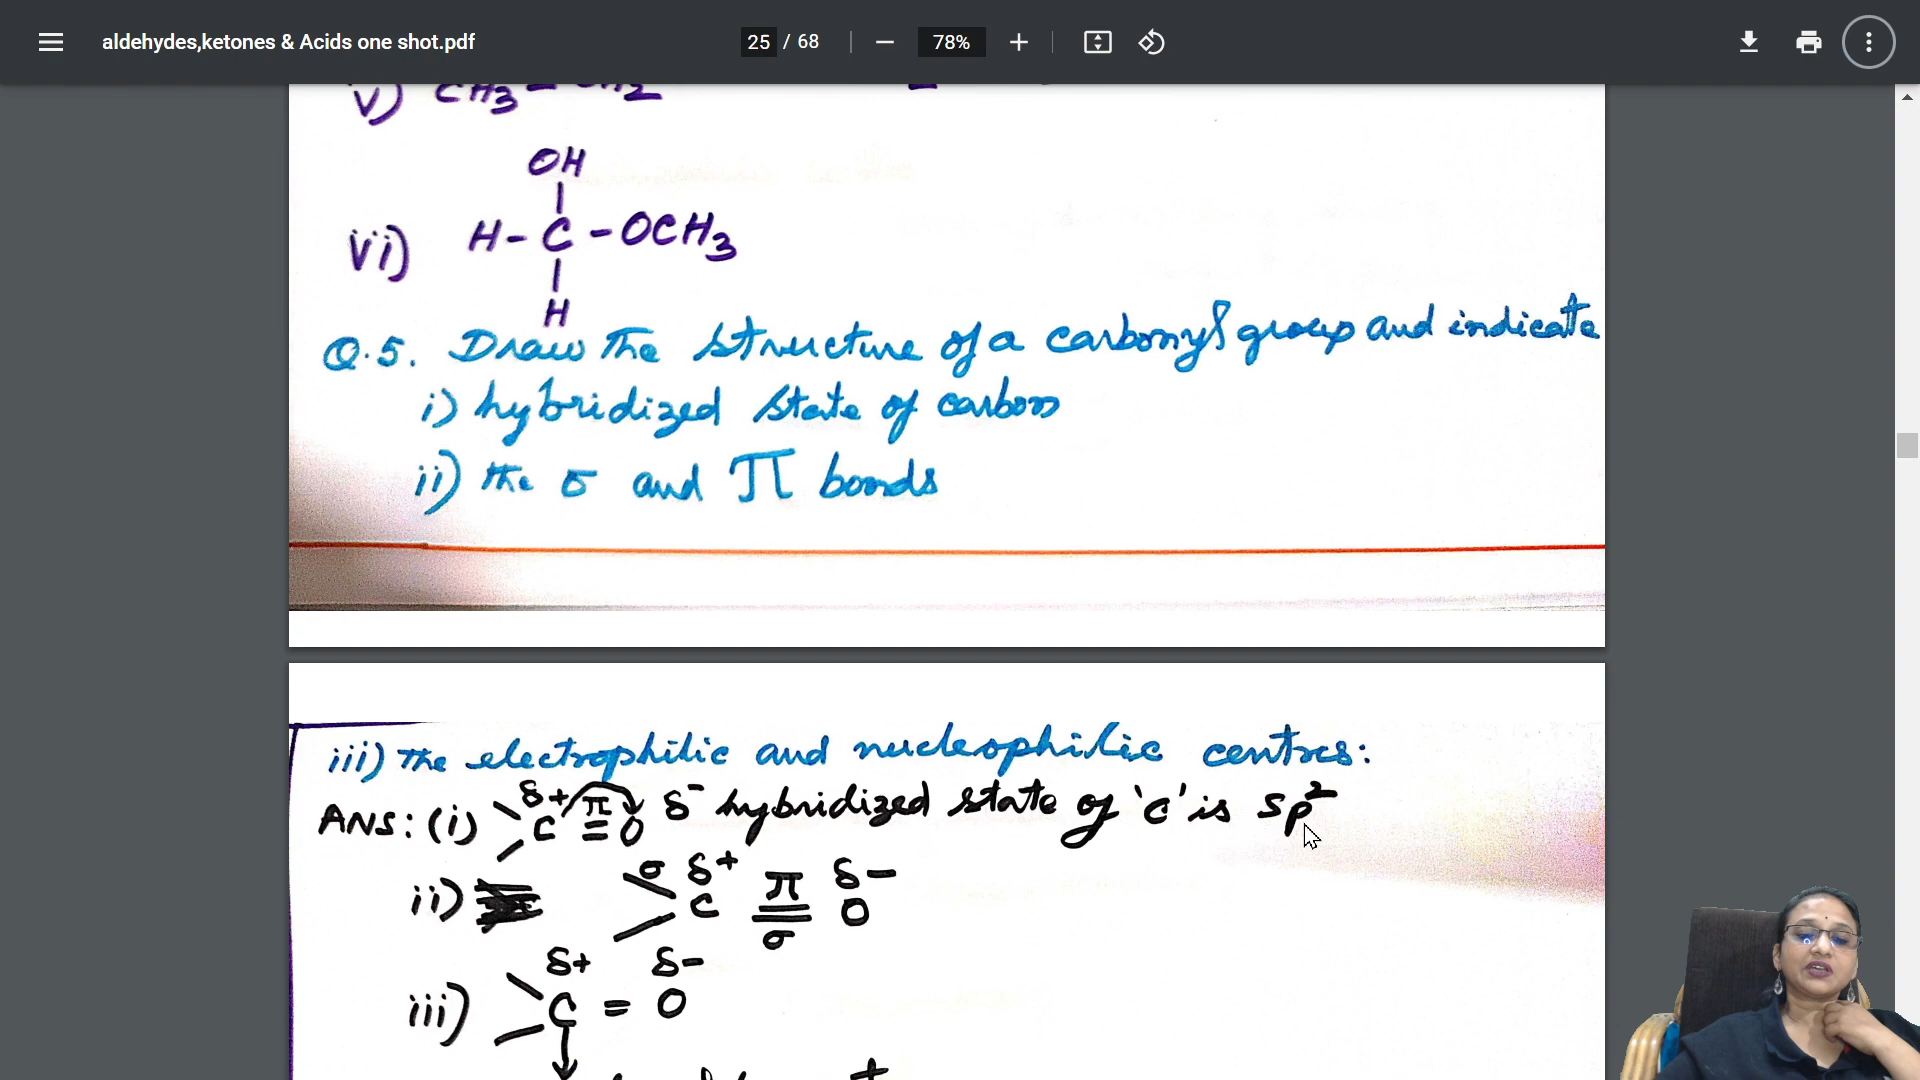 aldehydes,ketones & Acids one shot.pdf
25 / 68
78%
v) CH3 - CH2
OH
|
vi) H - C - OCH3
|
H
Q.5. Draw the structure of a carbonyl group and indicate
i) hybridized state of carbon
ii) the σ and π bonds
iii) The electrophilic and nucleophilic centres:
ANS: (i) δ+ C π = O δ- hybridized state of 'C' is sp²
ii) σ δ+ C π σ δ- O
iii) δ+ δ-
C = O